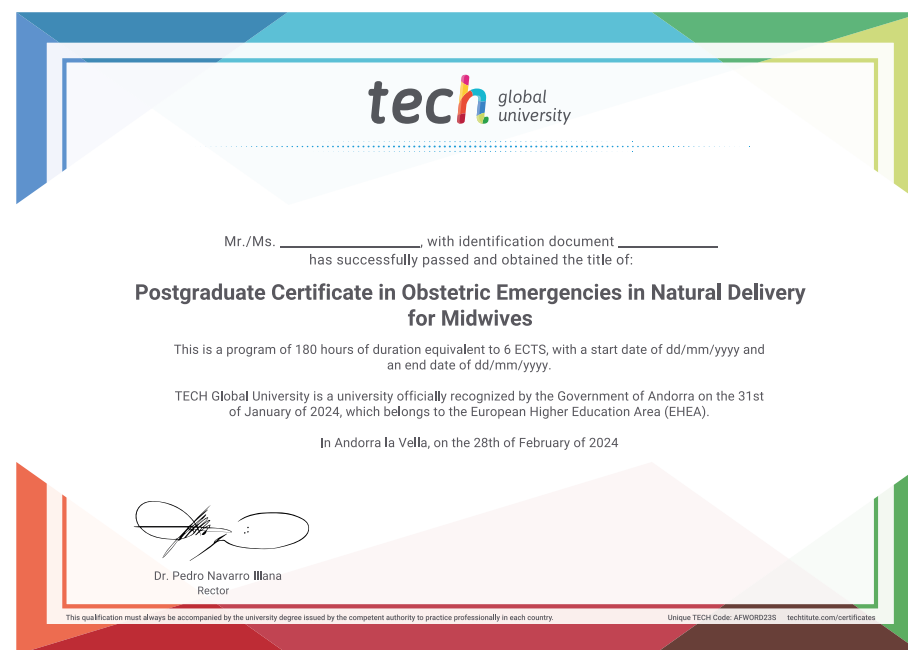 tech global university
Mr./Ms. ____________, with identification document ____________
has successfully passed and obtained the title of:
Postgraduate Certificate in Obstetric Emergencies in Natural Delivery
for Midwives
This is a program of 180 hours of duration equivalent to 6 ECTS, with a start date of dd/mm/yyyy and
an end date of dd/mm/yyyy.
TECH Global University is a university officially recognized by the Government of Andorra on the 31st
of January of 2024, which belongs to the European Higher Education Area (EHEA).
In Andorra la Vella, on the 28th of February of 2024
Dr. Pedro Navarro Illana
Rector
This qualification must always be accompanied by the university degree issued by the competent authority to practice professionally in each country.
Unique TECH Code: AFWORD23S techtitute.com/certificates